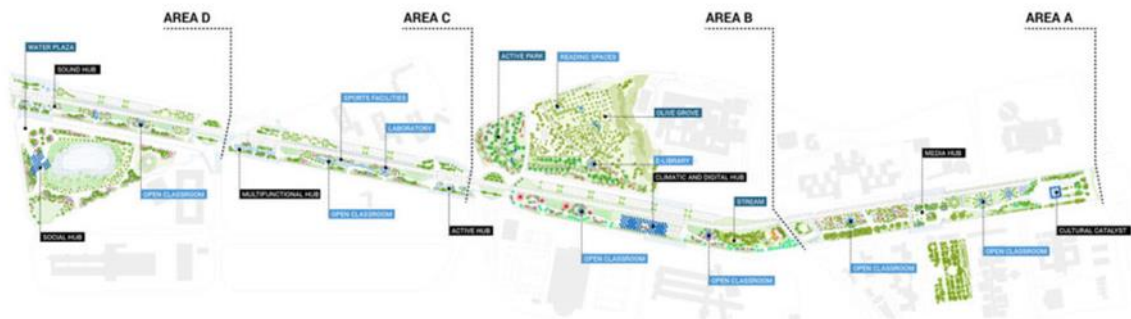 AREA D
AREA C
AREA B
AREA A
WATER PLAZA
SOUND HUB
ACTIVE PARK
READING SPACES
SPORTS FACILITIES
LABORATORY
OLIVE GROVE
E-LIBRARY
CLIMATIC AND DIGITAL HUB
MEDIA HUB
OPEN CLASSROOM
MULTIFUNCTIONAL HUB
OPEN CLASSROOM
ACTIVE HUB
STREAM
SOCIAL HUB
OPEN CLASSROOM
OPEN CLASSROOM
OPEN CLASSROOM
OPEN CLASSROOM
CULTURAL CATALYST